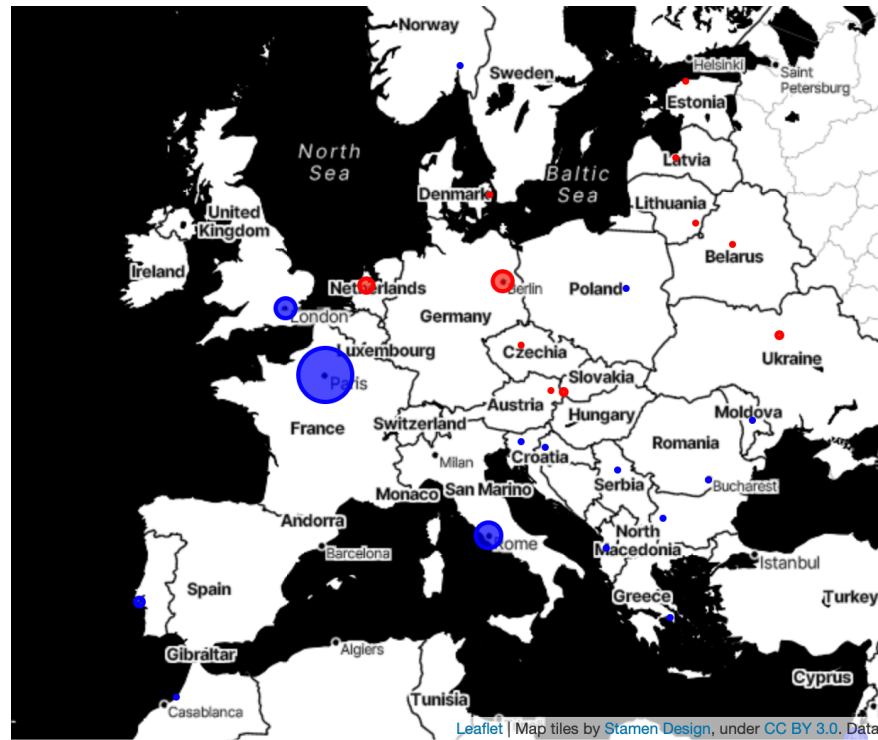 Norway
Helsinki
Saint
Petersburg
Sweden
Estonia
North
Sea
Latvia
Baltic
Sea
Denmark
Lithuania
United
Kingdom
Belarus
Ireland
Netherlands
Berlin
Poland
London
Germany
Luxembourg
Czechia
Ukraine
Paris
Slovakia
Austria
Hungary
Moldova
France
Switzerland
Croatia
Romania
Milan
Serbia
Bucharest
Monaco
San Marino
Andorra
North
Macedonia
Rome
Barcelona
Istanbul
Spain
Greece
Turkey
Gibraltar
Algiers
Cyprus
Tunisia
Casablanca
Leaflet | Map tiles by Stamen Design, under CC BY 3.0. Data